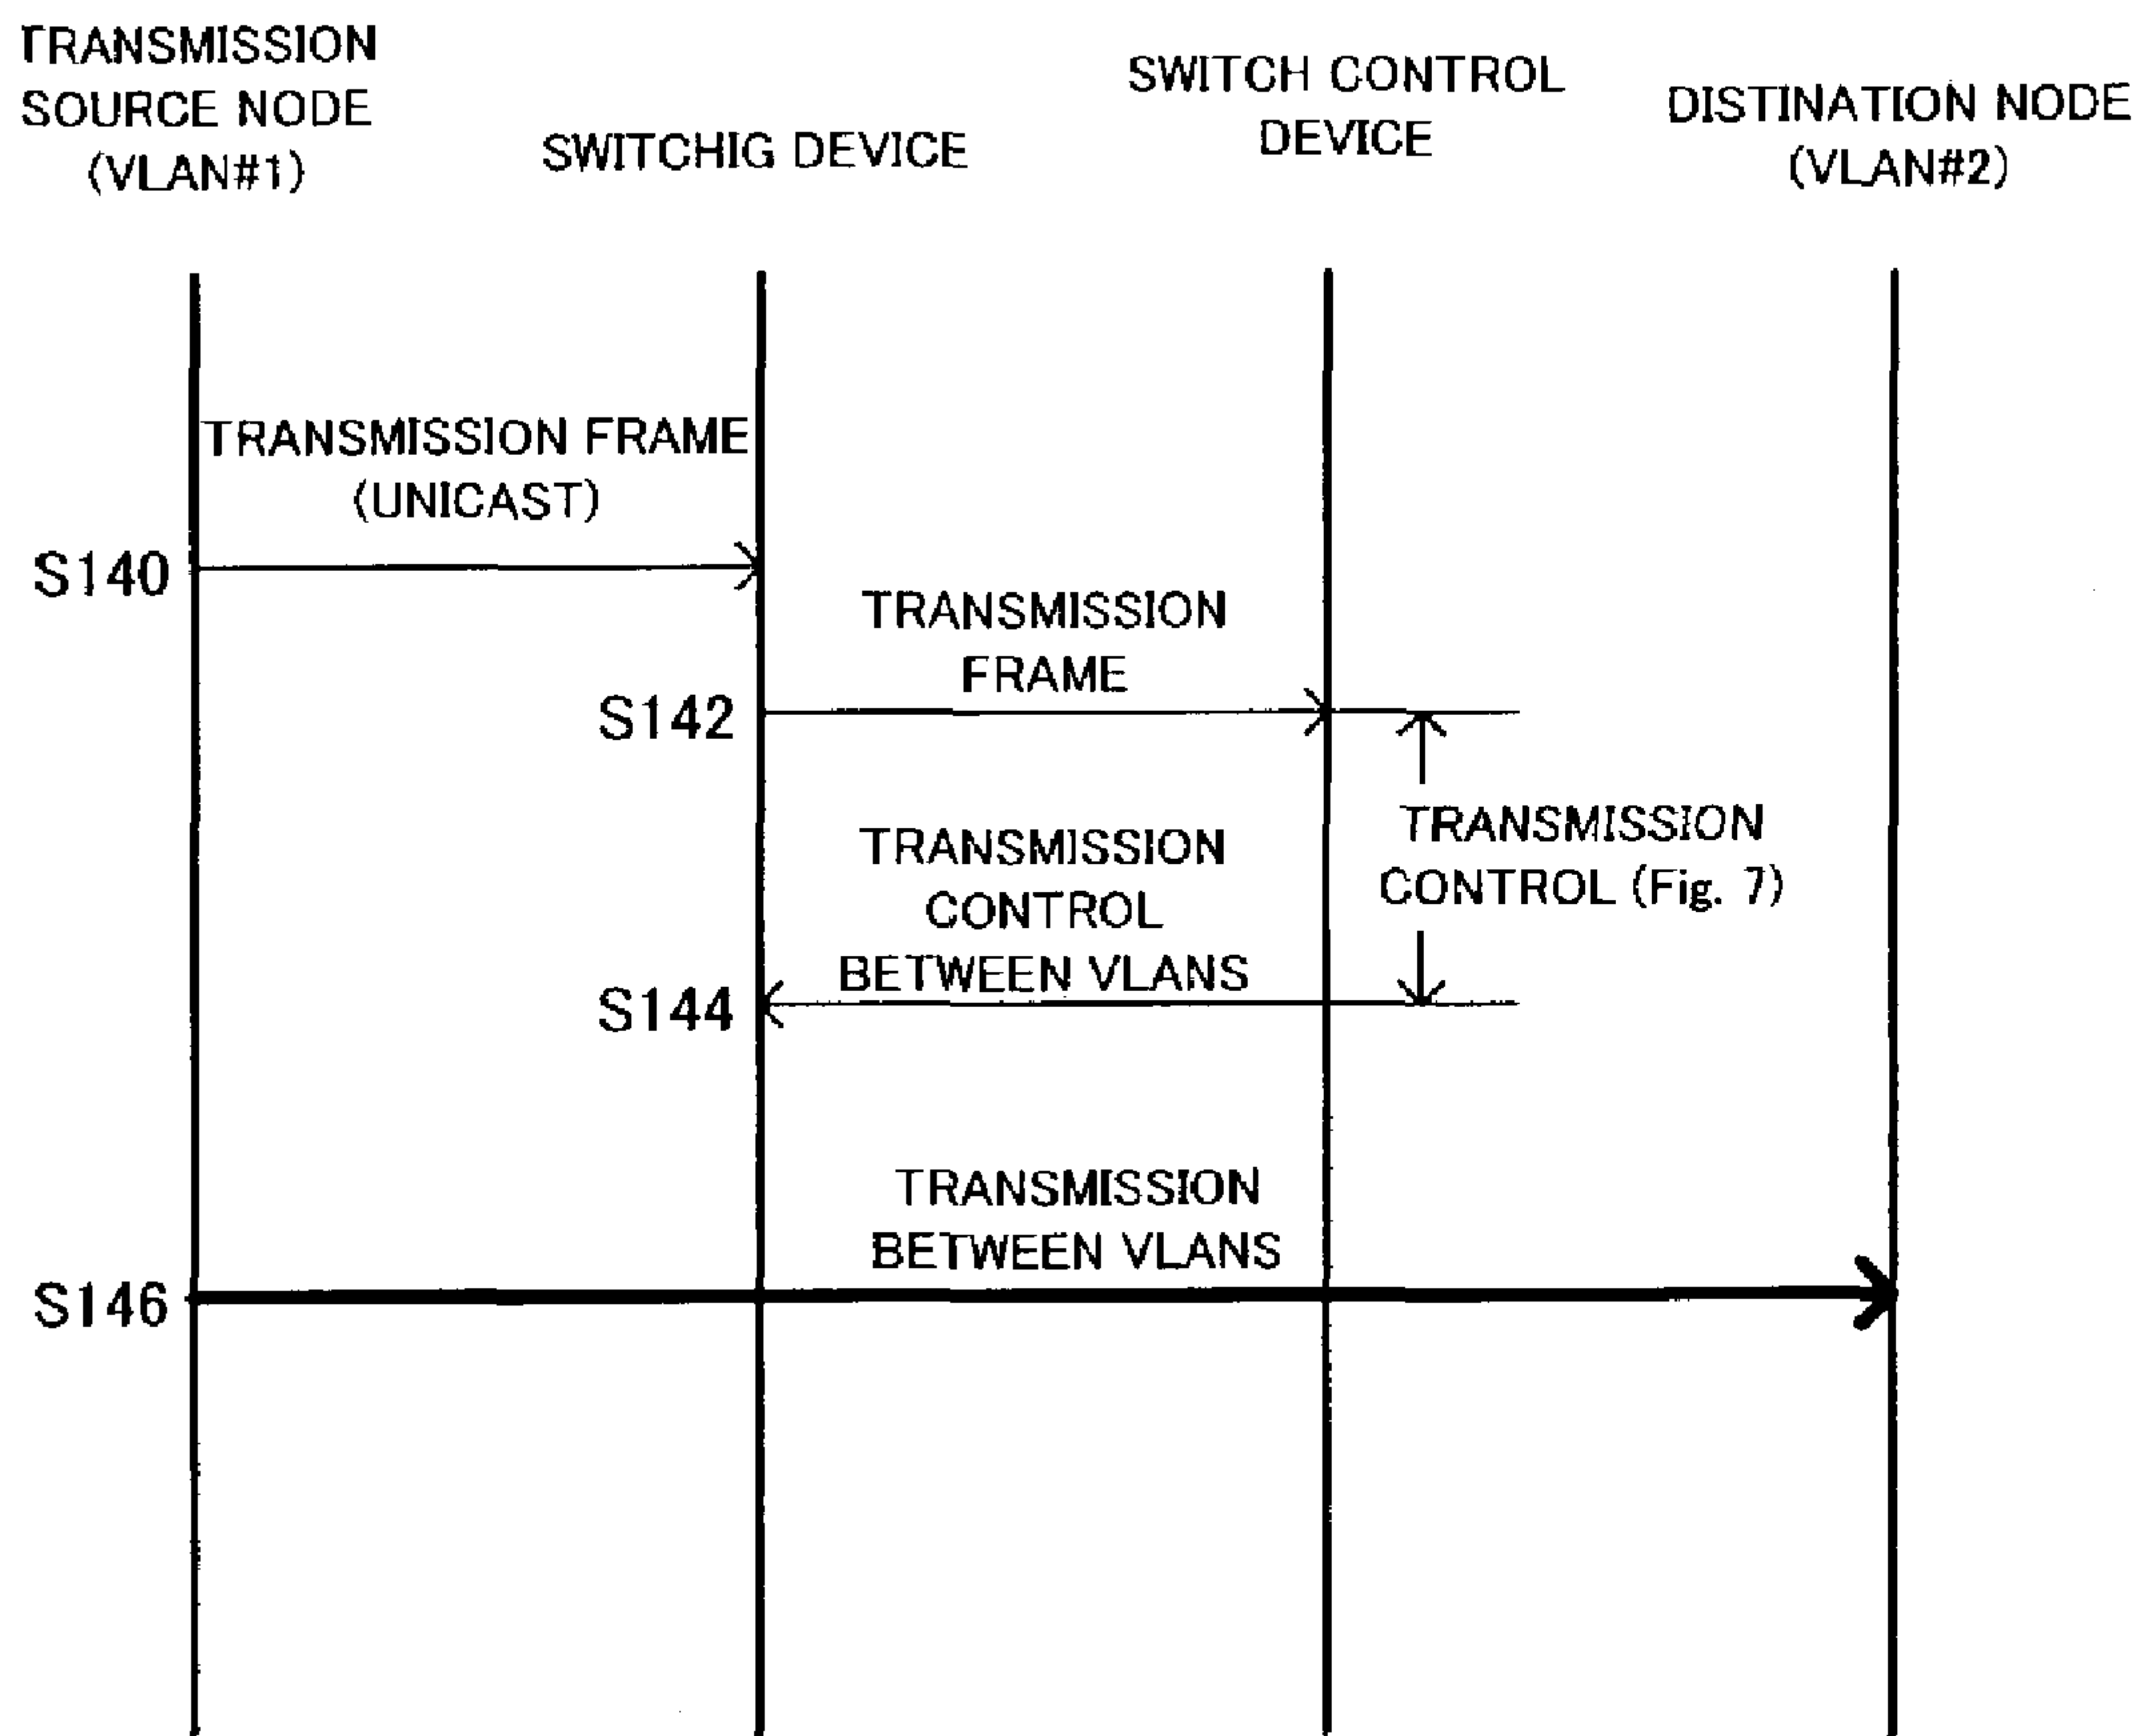 TRANSMISSION
SOURCE NODE
(VLAN#1)
SWITCHIG DEVICE
SWITCH CONTROL
DEVICE
DISTINATION NODE
(VLAN#2)
TRANSMISSION FRAME
(UNICAST)
S140
TRANSMISSION
FRAME
S142
TRANSMISSION
CONTROL (Fig. 7)
TRANSMISSION
CONTROL
BETWEEN VLANS
S144
TRANSMISSION
BETWEEN VLANS
S146